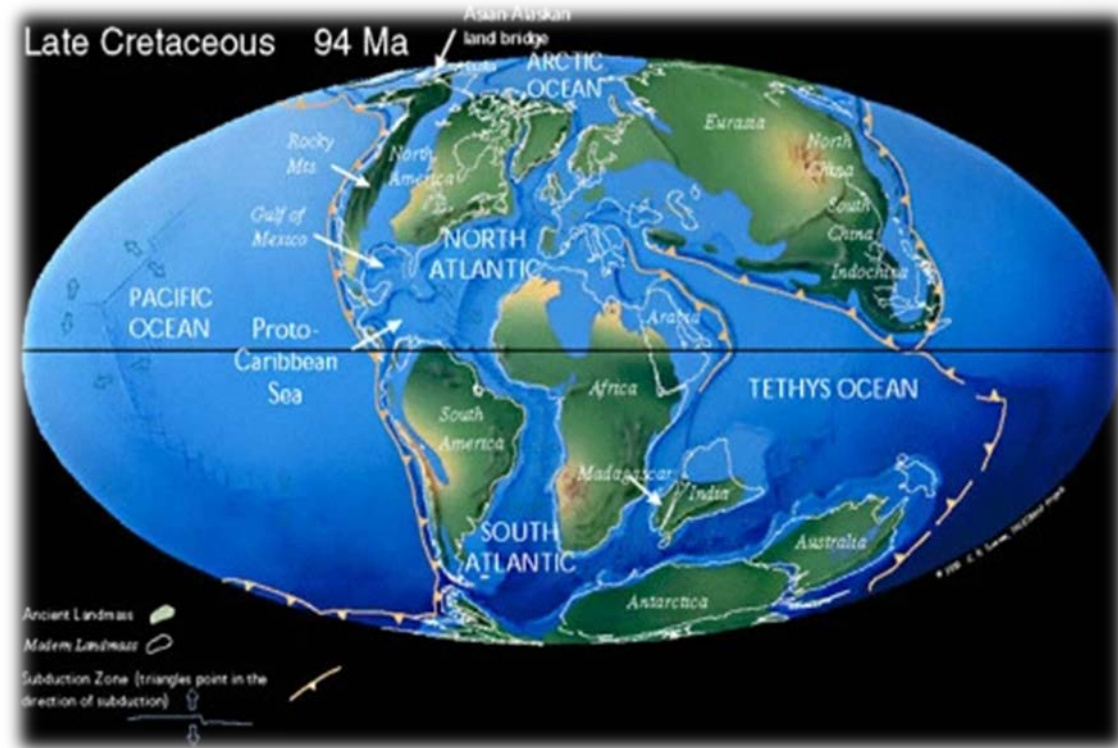 Late Cretaceous 94 Ma
Asian-Alaskan
land bridge
ARCTIC
OCEAN
Rocky
Mts.
North
America
Eurasia
North
China
South
China
Indochina
Gulf of
Mexico
NORTH
ATLANTIC
PACIFIC
OCEAN
Proto-
Caribbean
Sea
Arabia
Africa
TETHYS OCEAN
South
America
Madagascar
India
SOUTH
ATLANTIC
Australia
Antarctica
Ancient Landmass
Modern Landmass
Subduction Zone (triangles point in the
direction of subduction)